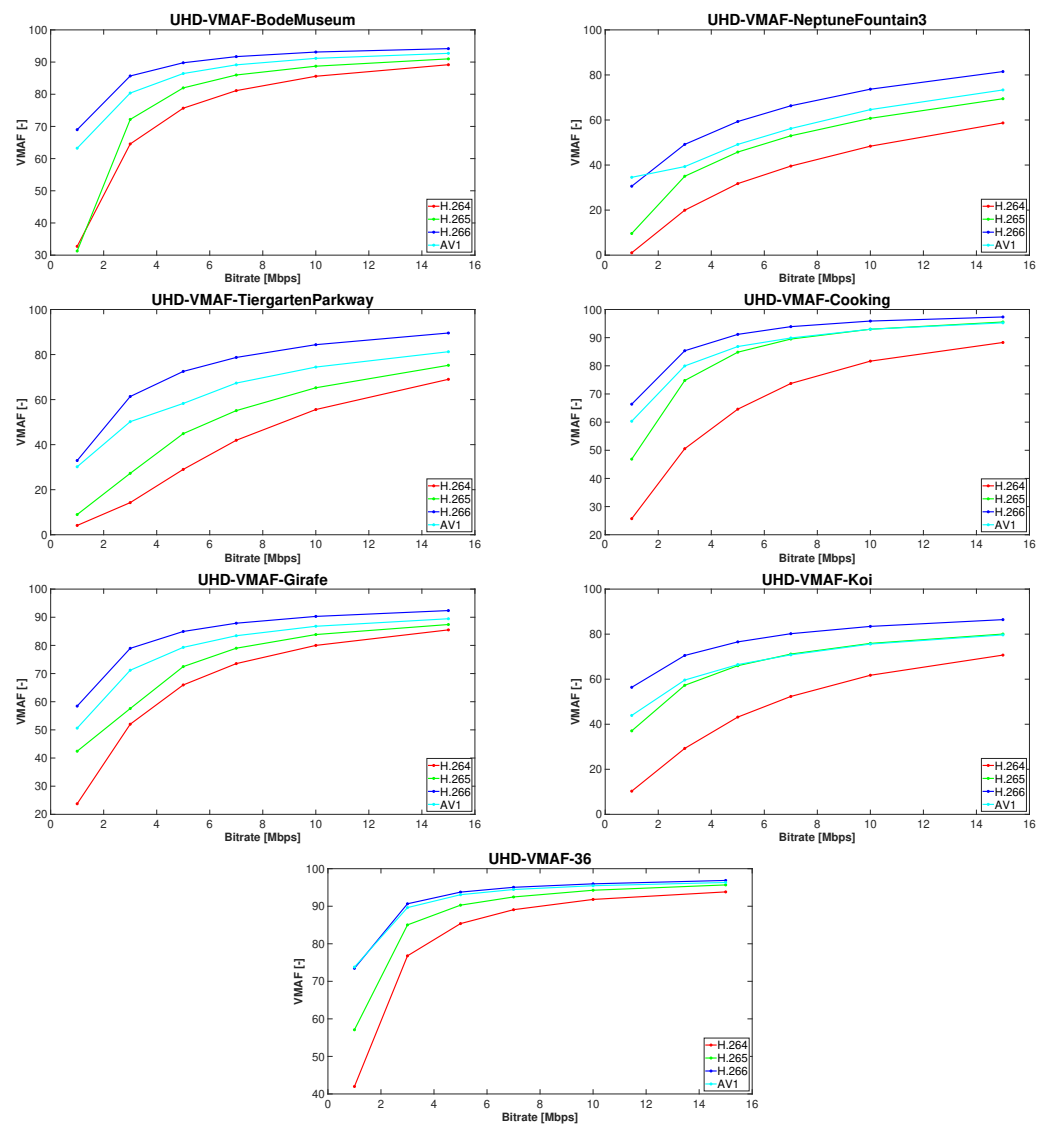 UHD-VMAF-BodeMuseum
VMAF [-]
100
90
80
70
60
50
40
30
0 2 4 6 8 10 12 14 16
Bitrate [Mbps]
H.264
H.265
H.266
AV1
UHD-VMAF-NeptuneFountain3
VMAF [-]
100
80
60
40
20
0
0 2 4 6 8 10 12 14 16
Bitrate [Mbps]
H.264
H.265
H.266
AV1
UHD-VMAF-TiergartenParkway
VMAF [-]
100
80
60
40
20
0
0 2 4 6 8 10 12 14 16
Bitrate [Mbps]
H.264
H.265
H.266
AV1
UHD-VMAF-Cooking
VMAF [-]
100
90
80
70
60
50
40
30
20
0 2 4 6 8 10 12 14 16
Bitrate [Mbps]
H.264
H.265
H.266
AV1
UHD-VMAF-Girafe
VMAF [-]
100
90
80
70
60
50
40
30
20
0 2 4 6 8 10 12 14 16
Bitrate [Mbps]
H.264
H.265
H.266
AV1
UHD-VMAF-Koi
VMAF [-]
100
80
60
40
20
0
0 2 4 6 8 10 12 14 16
Bitrate [Mbps]
H.264
H.265
H.266
AV1
UHD-VMAF-36
VMAF [-]
100
90
80
70
60
50
40
0 2 4 6 8 10 12 14 16
Bitrate [Mbps]
H.264
H.265
H.266
AV1